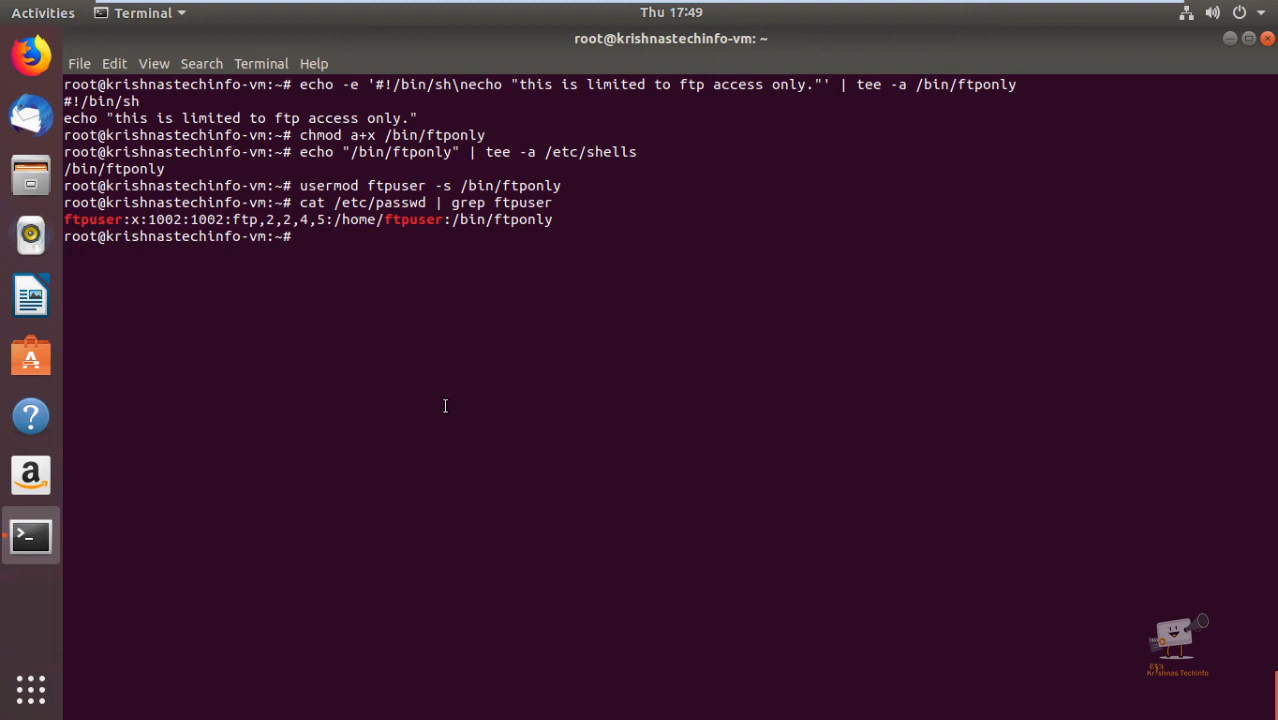 Activities Terminal Thu 17:49
root@krishnastechinfo-vm: ~
File Edit View Search Terminal Help
root@krishnastechinfo-vm:~# echo -e '#!/bin/sh\necho "this is limited to ftp access only."' | tee -a /bin/ftponly
#!/bin/sh
echo "this is limited to ftp access only."
root@krishnastechinfo-vm:~# chmod a+x /bin/ftponly
root@krishnastechinfo-vm:~# echo "/bin/ftponly" | tee -a /etc/shells
/bin/ftponly
root@krishnastechinfo-vm:~# usermod ftpuser -s /bin/ftponly
root@krishnastechinfo-vm:~# cat /etc/passwd | grep ftpuser
ftpuser:x:1002:1002:ftp,2,2,4,5:/home/ftpuser:/bin/ftponly
root@krishnastechinfo-vm:~#
Krishnas Techinfo